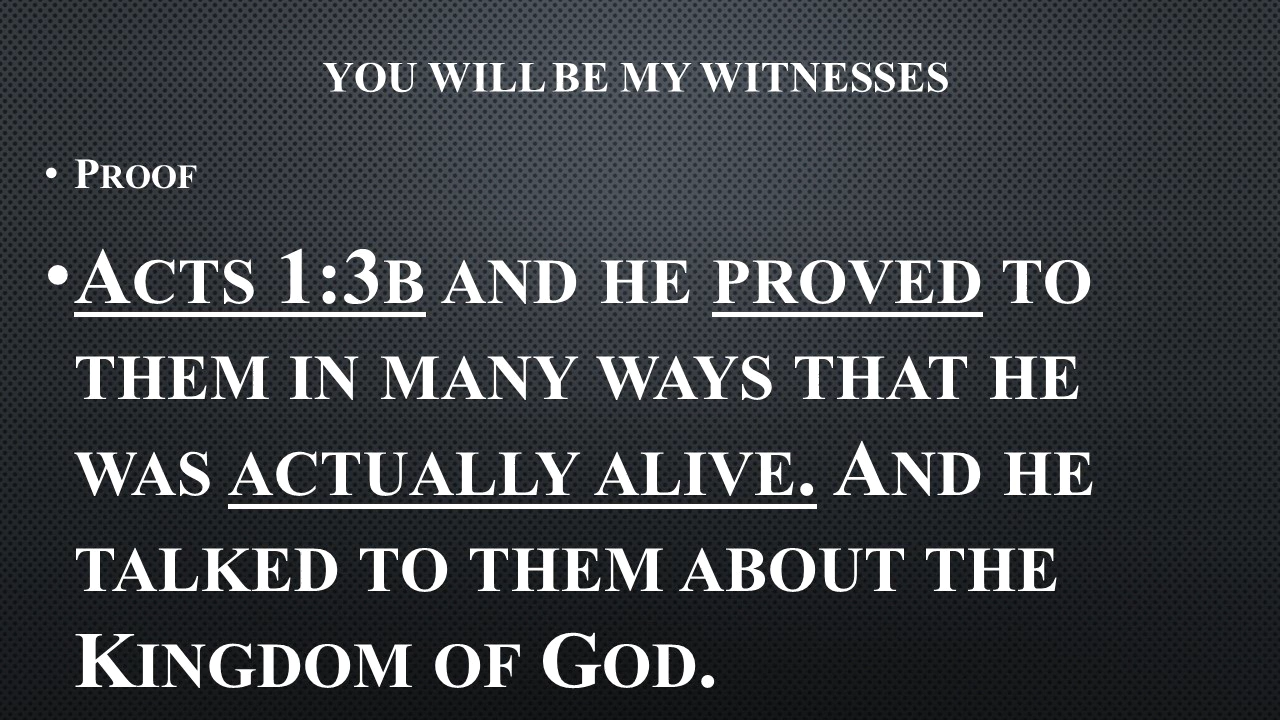 YOU WILL BE MY WITNESSES
• Proof
• Acts 1:3b and he proved to
them in many ways that he
was actually alive. And he
talked to them about the
Kingdom of God.